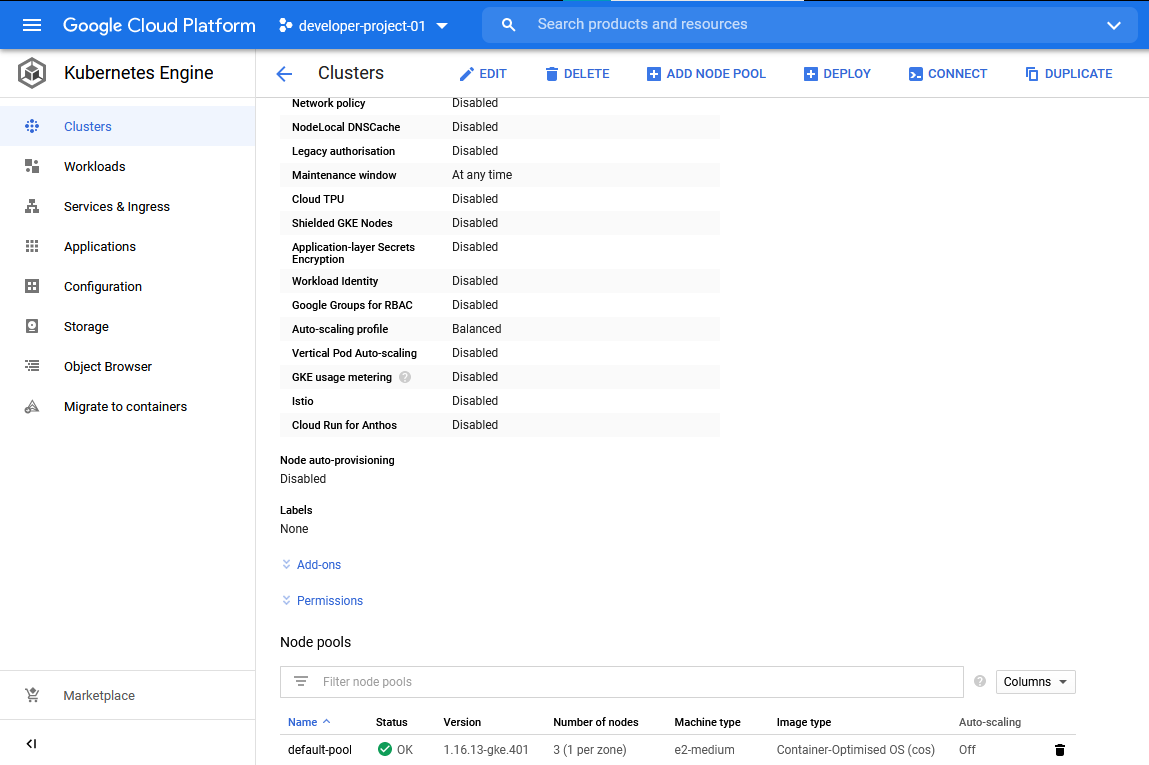 Google Cloud Platform
developer-project-01
Search products and resources
Kubernetes Engine
Clusters
EDIT
DELETE
ADD NODE POOL
DEPLOY
CONNECT
DUPLICATE
Clusters
Workloads
Services & Ingress
Applications
Configuration
Storage
Object Browser
Migrate to containers
Marketplace
Network policy Disabled
NodeLocal DNSCache Disabled
Legacy authorisation Disabled
Maintenance window At any time
Cloud TPU Disabled
Shielded GKE Nodes Disabled
Application-layer Secrets Disabled
Encryption
Workload Identity Disabled
Google Groups for RBAC Disabled
Auto-scaling profile Balanced
Vertical Pod Auto-scaling Disabled
GKE usage metering ? Disabled
Istio Disabled
Cloud Run for Anthos Disabled
Node auto-provisioning
Disabled
Labels
None
Add-ons
Permissions
Node pools
Filter node pools
? Columns
Name Status Version Number of nodes Machine type Image type Auto-scaling
default-pool OK 1.16.13-gke.401 3 (1 per zone) e2-medium Container-Optimised OS (cos) Off